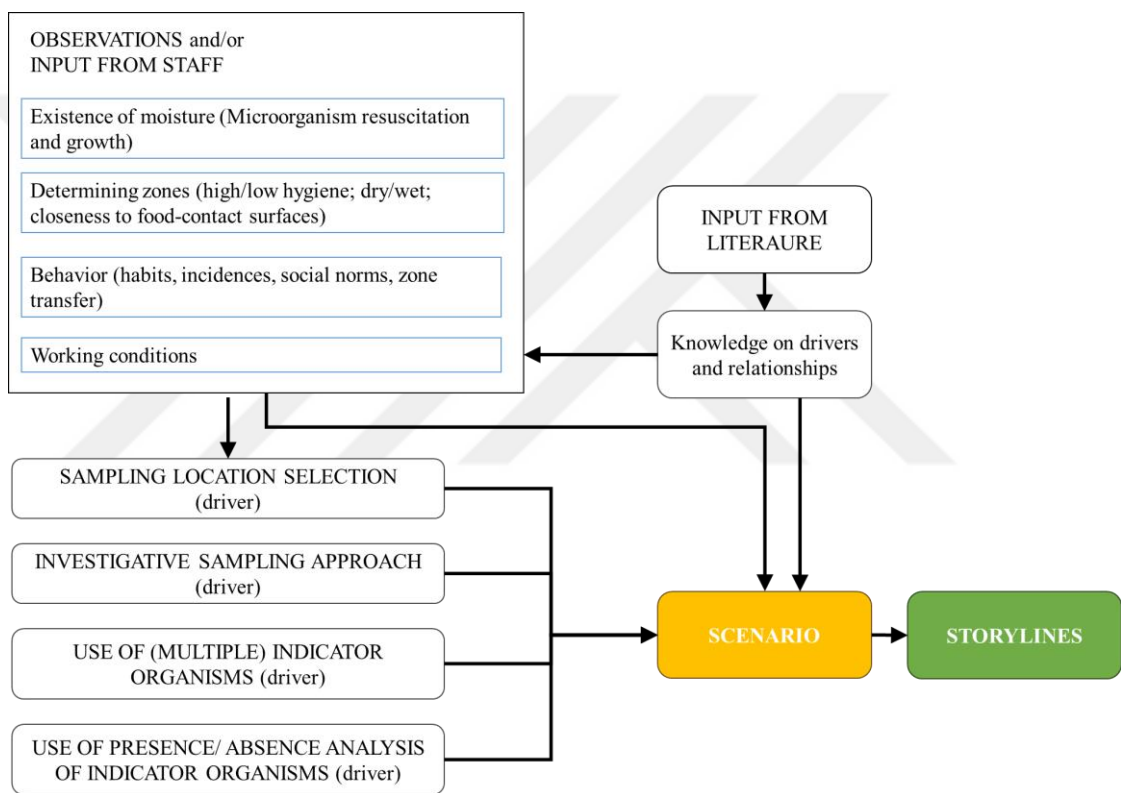 OBSERVATIONS and/or
INPUT FROM STAFF
Existence of moisture (Microorganism resuscitation
and growth)
Determining zones (high/low hygiene; dry/wet;
closeness to food-contact surfaces)
Behavior (habits, incidences, social norms, zone
transfer)
Working conditions
INPUT FROM
LITERAURE
Knowledge on drivers
and relationships
SAMPLING LOCATION SELECTION
(driver)
INVESTIGATIVE SAMPLING APPROACH
(driver)
USE OF (MULTIPLE) INDICATOR
ORGANISMS (driver)
USE OF PRESENCE/ ABSENCE ANALYSIS
OF INDICATOR ORGANISMS (driver)
SCENARIO
STORYLINES